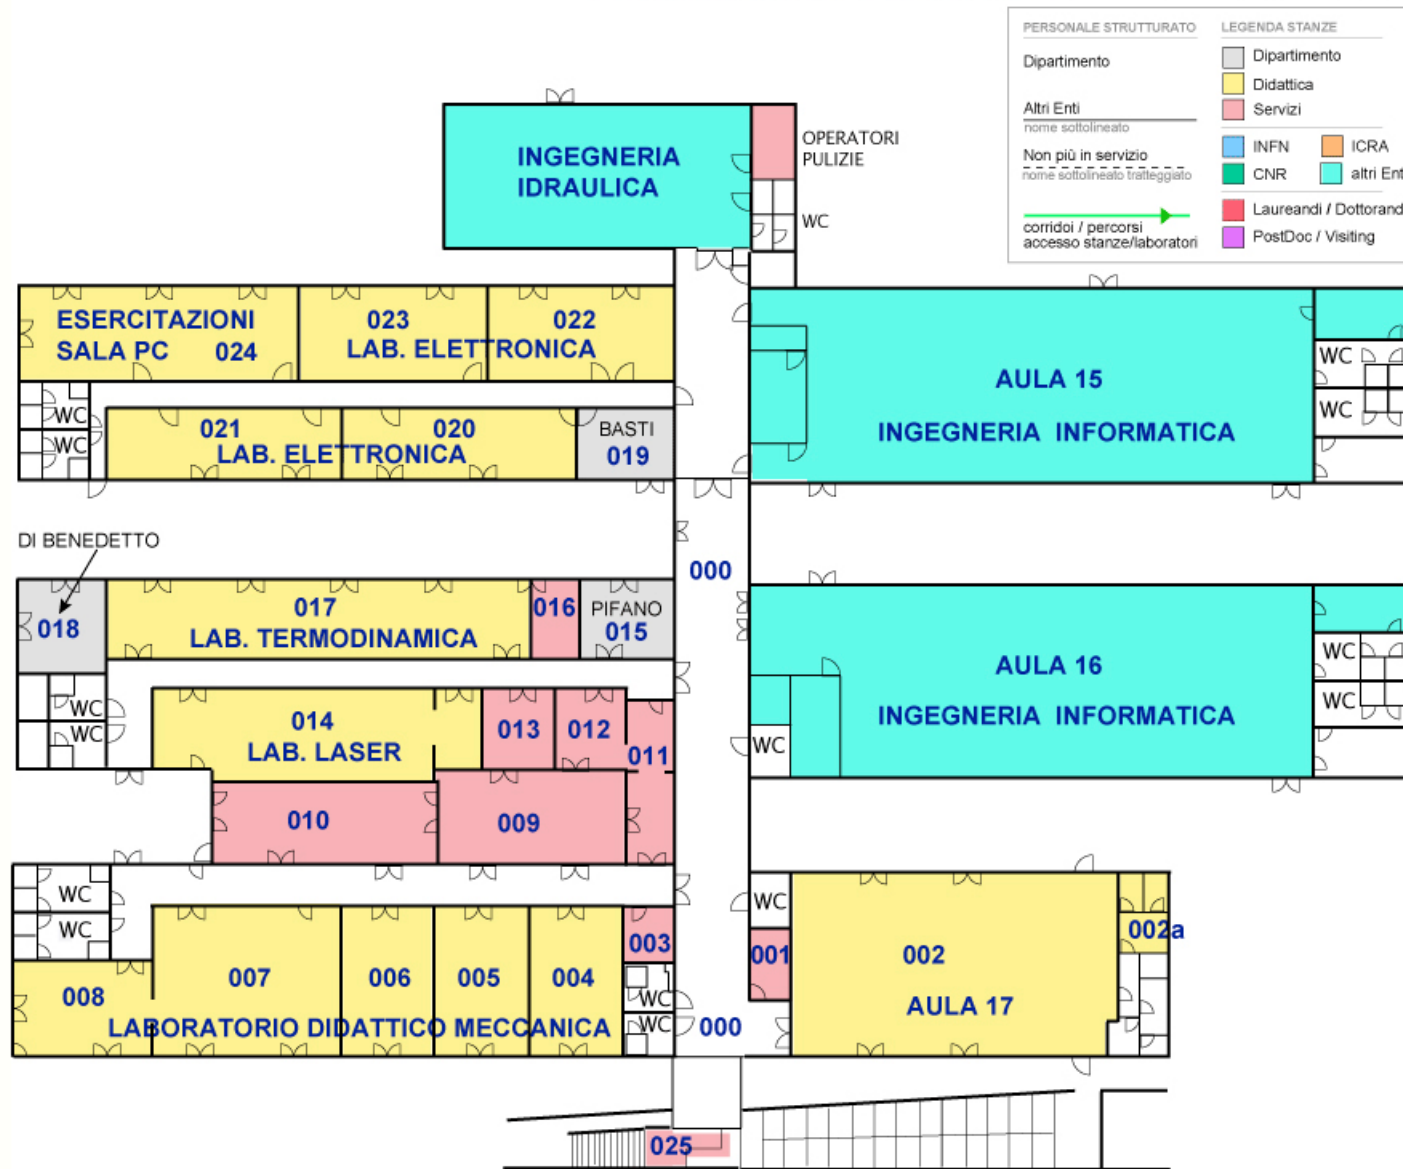 PERSONALE STRUTTURATO
Dipartimento
Altri Enti
nome sottolineato
Non più in servizio
nome sottolineato tratteggiato
corridoi / percorsi
accesso stanze/laboratori
LEGENDA STANZE
Dipartimento
Didattica
Servizi
INFN
ICRA
CNR
altri Ent
Laureandi / Dottorand
PostDoc / Visiting
INGEGNERIA
IDRAULICA
OPERATORI
PULIZIE
WC
ESERCITAZIONI
SALA PC 024
023
022
LAB. ELETTRONICA
WC
WC
021
020
LAB. ELETTRONICA
BASTI
019
AULA 15
INGEGNERIA INFORMATICA
WC
WC
DI BENEDETTO
018
017
LAB. TERMODINAMICA
016
PIFANO
015
000
WC
WC
014
LAB. LASER
013
012
011
010
009
AULA 16
INGEGNERIA INFORMATICA
WC
WC
WC
WC
WC
008
007
006
005
004
LABORATORIO DIDATTICO MECCANICA
003
WC
WC
000
WC
001
002
AULA 17
002a
025